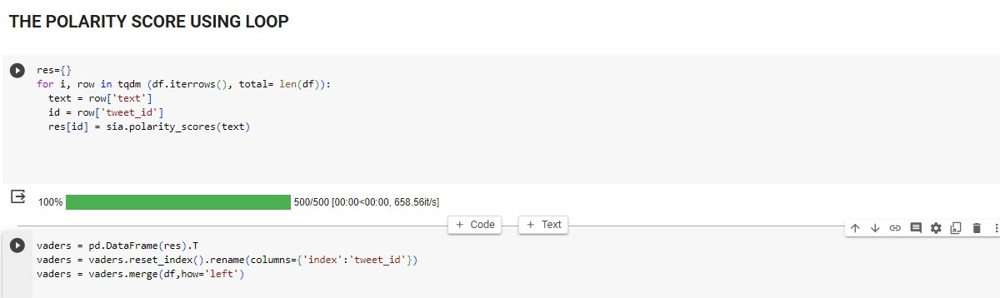 THE POLARITY SCORE USING LOOP
res={}
for i, row in tqdm (df.iterrows(), total= len(df)):
  text = row['text']
  id = row['tweet_id']
  res[id] = sia.polarity_scores(text)
100% 500/500 [00:00<00:00, 658.56it/s]
+ Code + Text
vaders = pd.DataFrame(res).T
vaders = vaders.reset_index().rename(columns={'index':'tweet_id'})
vaders = vaders.merge(df,how='left')